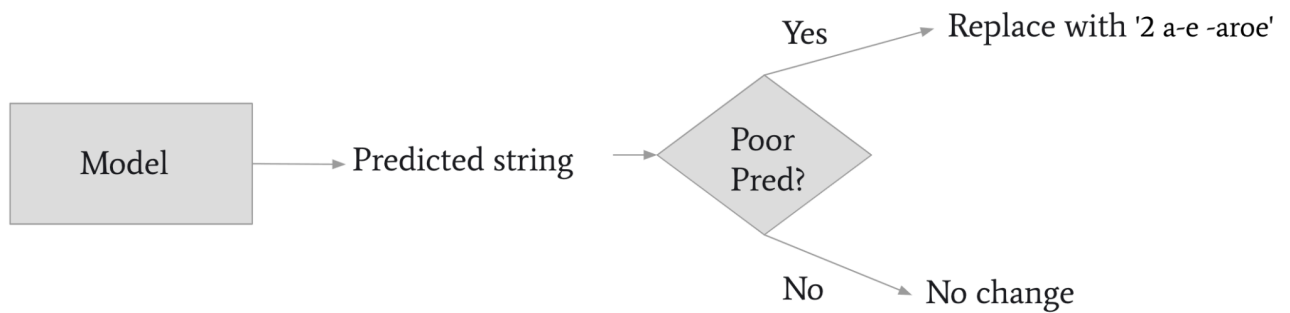 Yes
Replace with '2 a-e -aroe'
Model
Predicted string
Poor
Pred?
No
No change